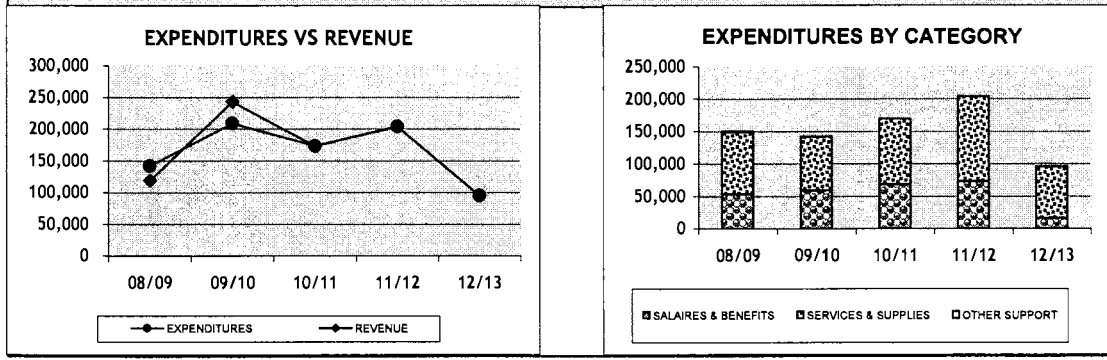 EXPENDITURES VS REVENUE
300,000
250,000
200,000
150,000
100,000
50,000
0
08/09 09/10 10/11 11/12 12/13
EXPENDITURES REVENUE
EXPENDITURES BY CATEGORY
250,000
200,000
150,000
100,000
50,000
0
08/09 09/10 10/11 11/12 12/13
SALAIRES & BENEFITS SERVICES & SUPPLIES OTHER SUPPORT